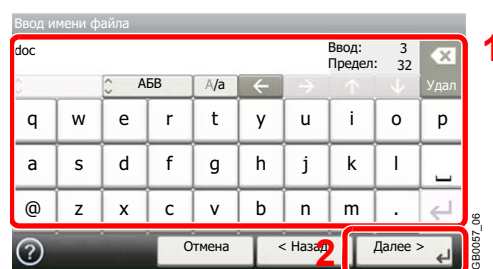 Ввод имени файла
doc
Ввод: 3
Предел: 32
Удал
АБВ A/a
q w e r t y u i o p
a s d f g h j k l
@ z x c v b n m .
? Отмена < Назад Далее >
1
2
GB0057_06